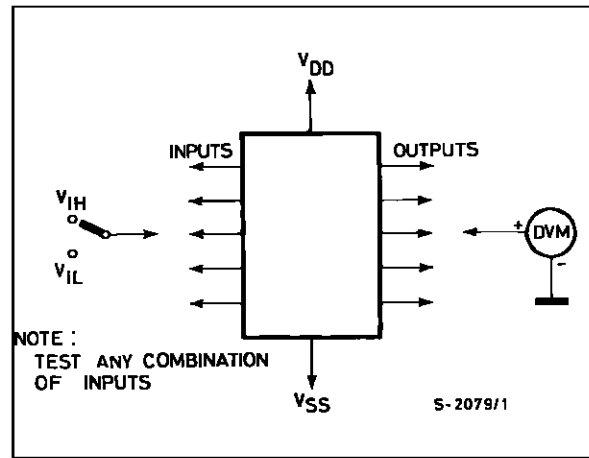 VDD
INPUTS
OUTPUTS
VIH
VIL
+
DVM
-
NOTE :
TEST ANY COMBINATION
OF INPUTS
VSS
S-2079/1